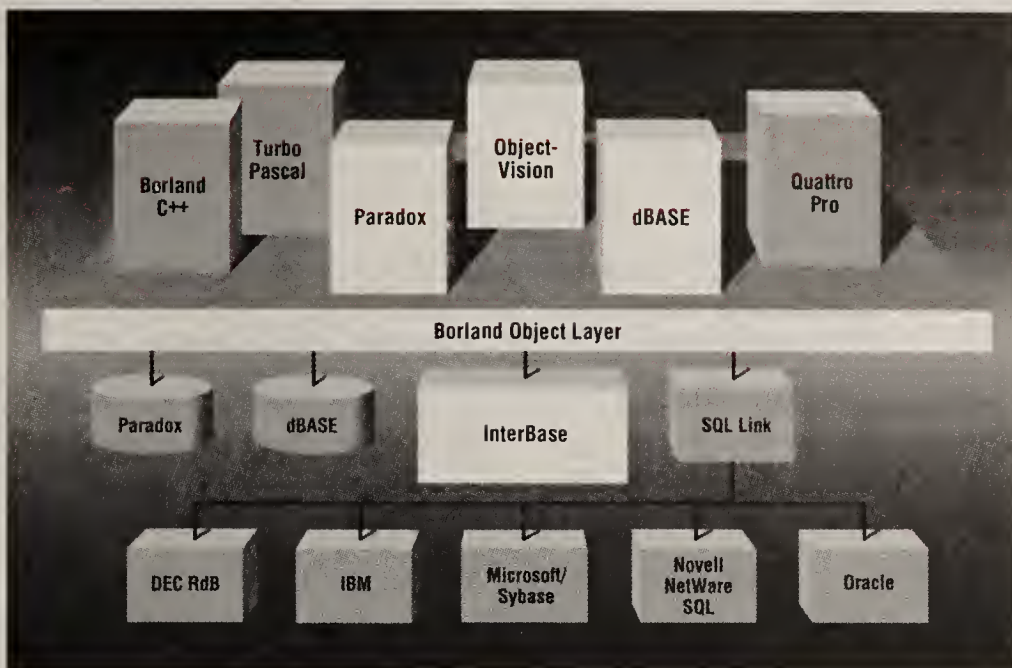 Borland
C++
Turbo
Pascal
Paradox
Object-
Vision
dBASE
Quattro
Pro
Borland Object Layer
Paradox
dBASE
InterBase
SQL Link
DEC RdB
IBM
Microsoft/
Sybase
Novell
NetWare
SQL
Oracle